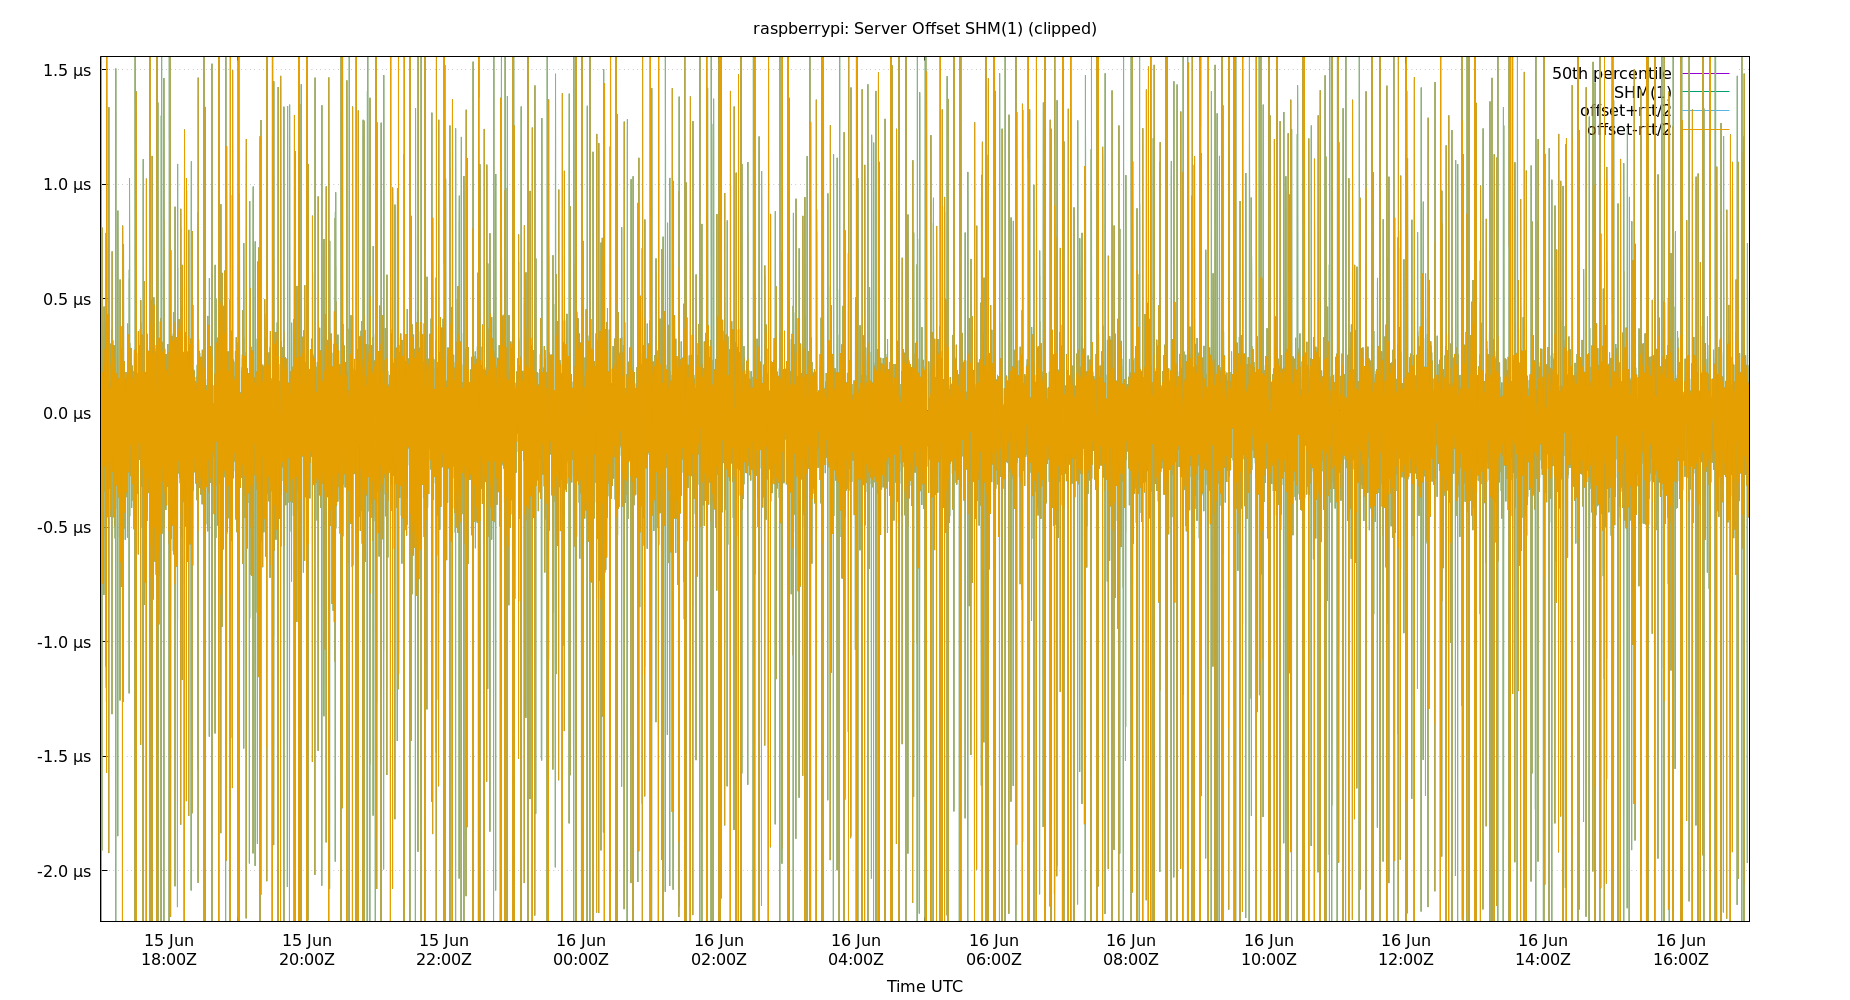 raspberrypi: Server Offset SHM(1) (clipped)
1.5 µs
1.0 µs
0.5 µs
0.0 µs
-0.5 µs
-1.0 µs
-1.5 µs
-2.0 µs
50th percentile
SHM(1)
offset+rtt/2
offset-rtt/2
15 Jun 15 Jun 15 Jun 16 Jun 16 Jun 16 Jun 16 Jun 16 Jun 16 Jun 16 Jun 16 Jun 16 Jun
18:00Z 20:00Z 22:00Z 00:00Z 02:00Z 04:00Z 06:00Z 08:00Z 10:00Z 12:00Z 14:00Z 16:00Z
Time UTC